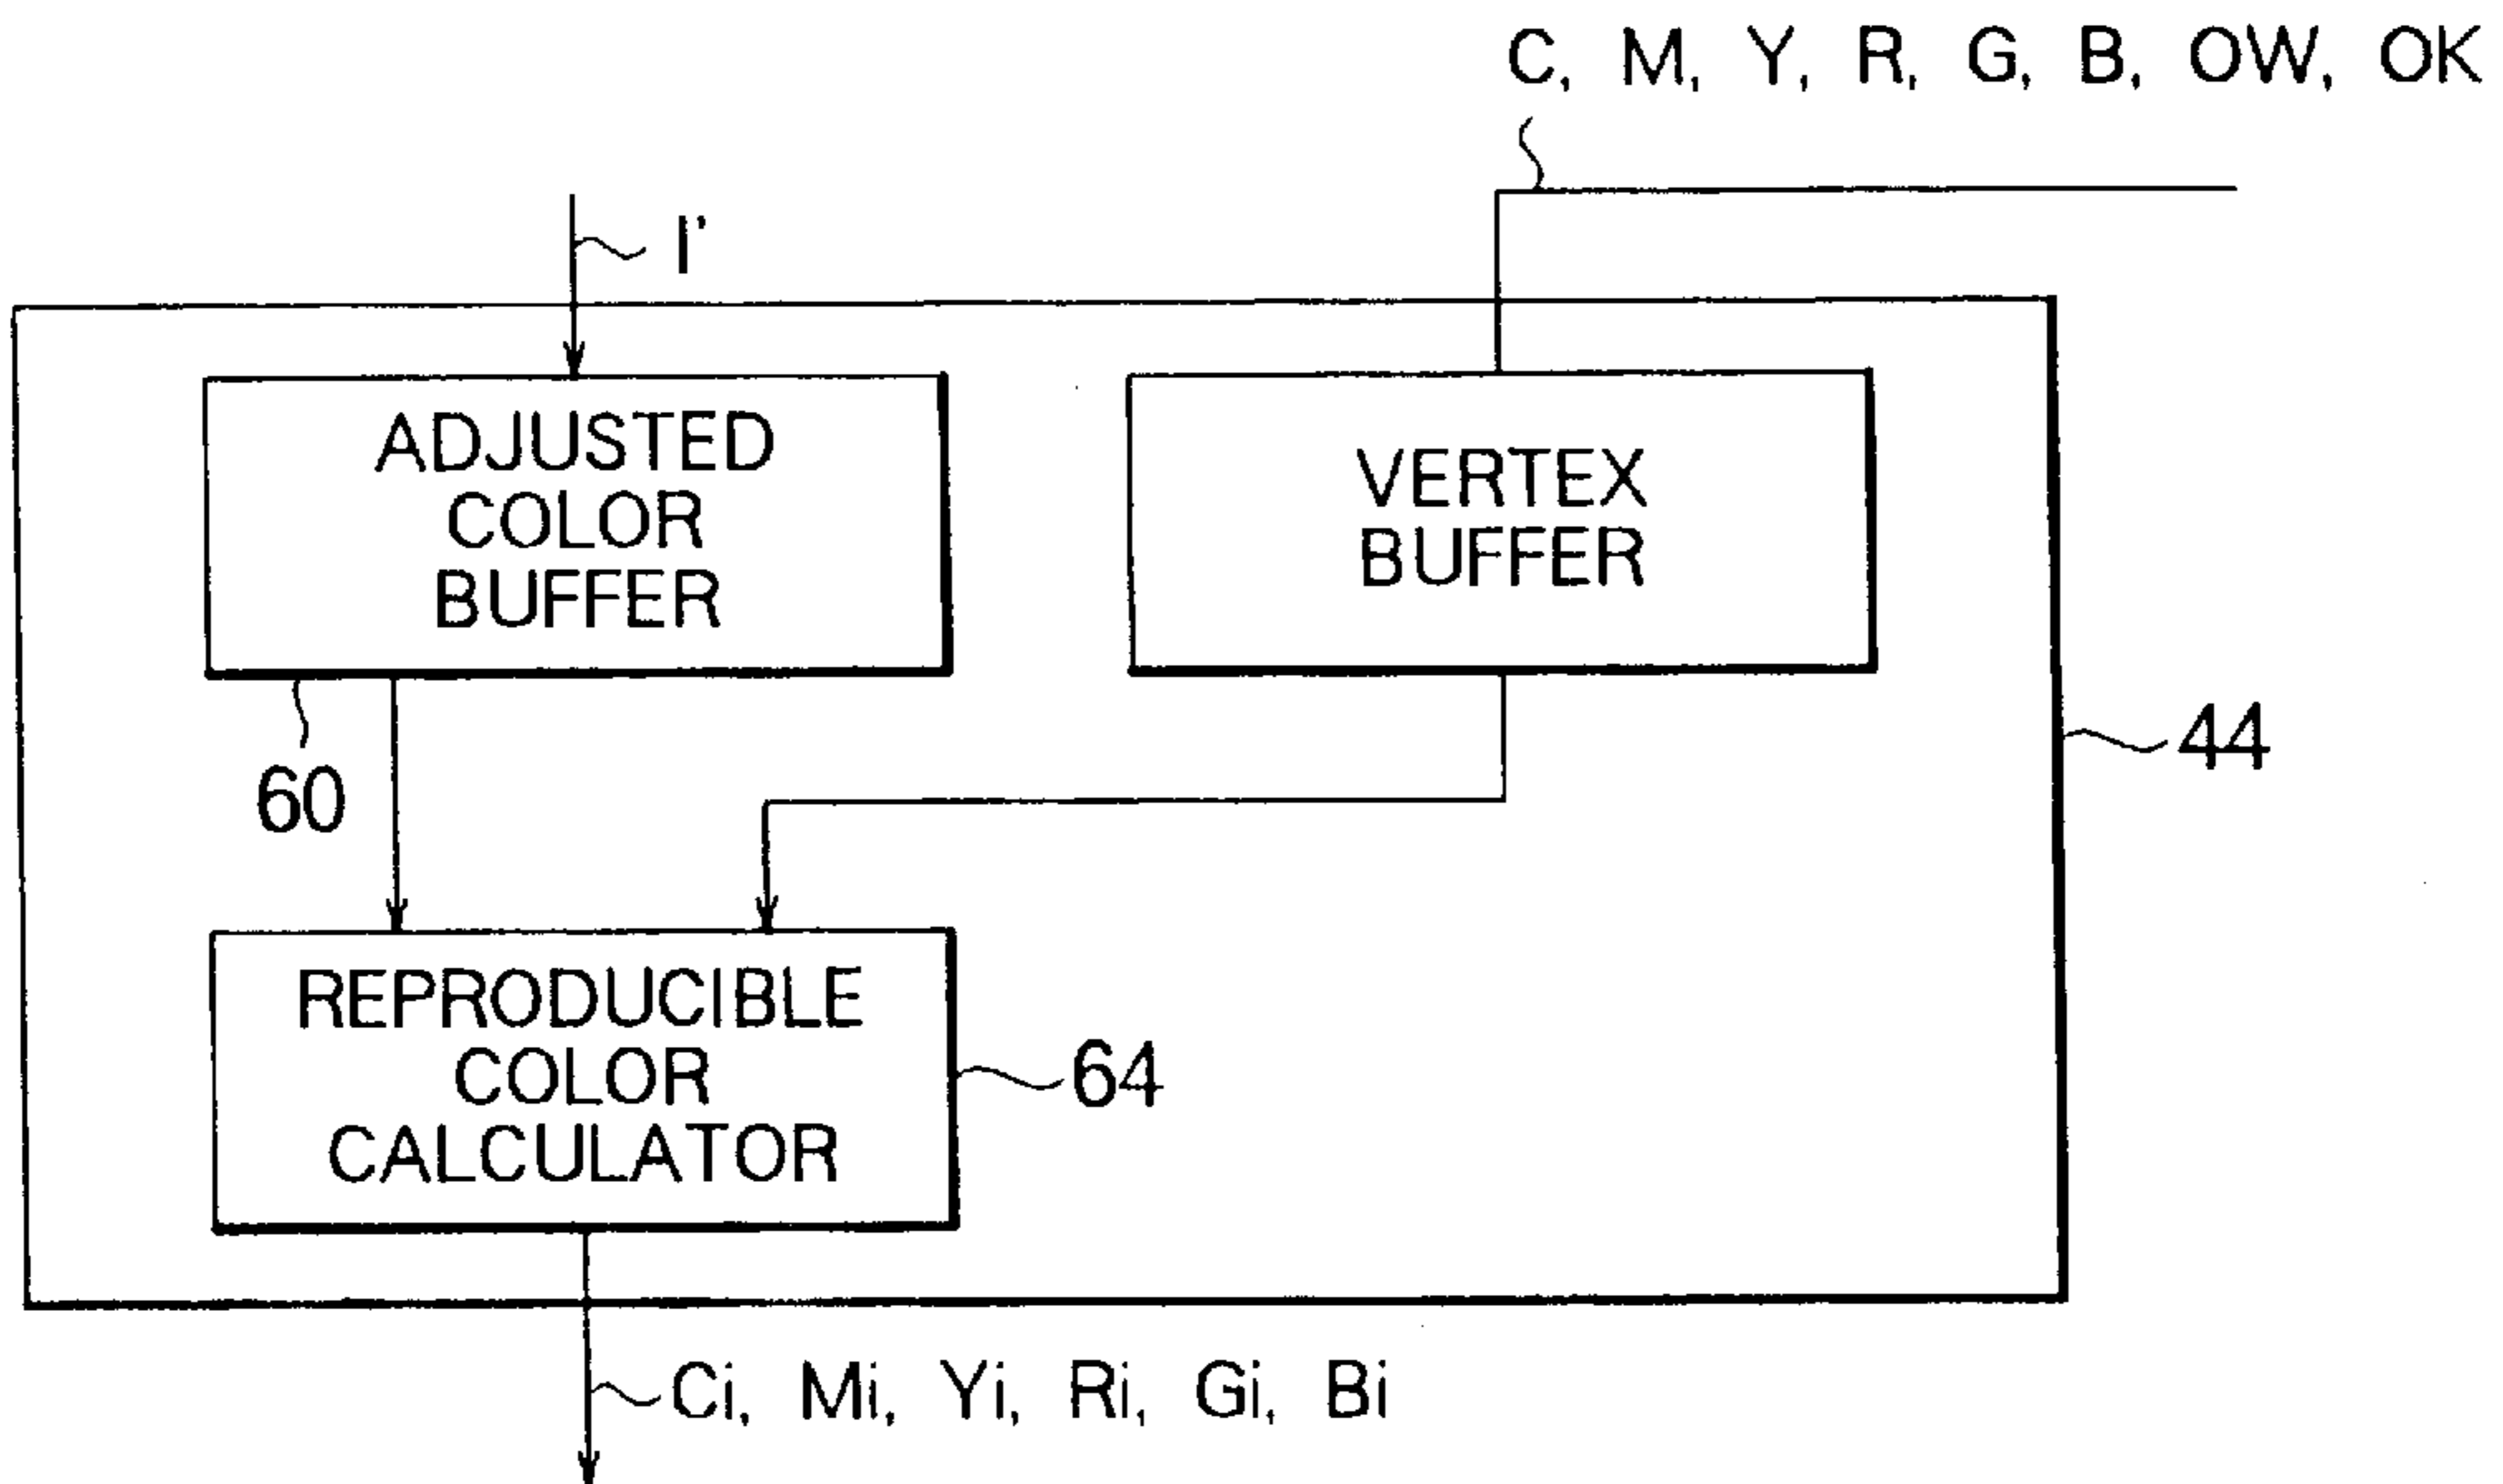 C, M, Y, R, G, B, OW, OK
I'
ADJUSTED
COLOR
BUFFER
VERTEX
BUFFER
60
44
REPRODUCIBLE
COLOR
CALCULATOR
64
Ci, Mi, Yi, Ri, Gi, Bi